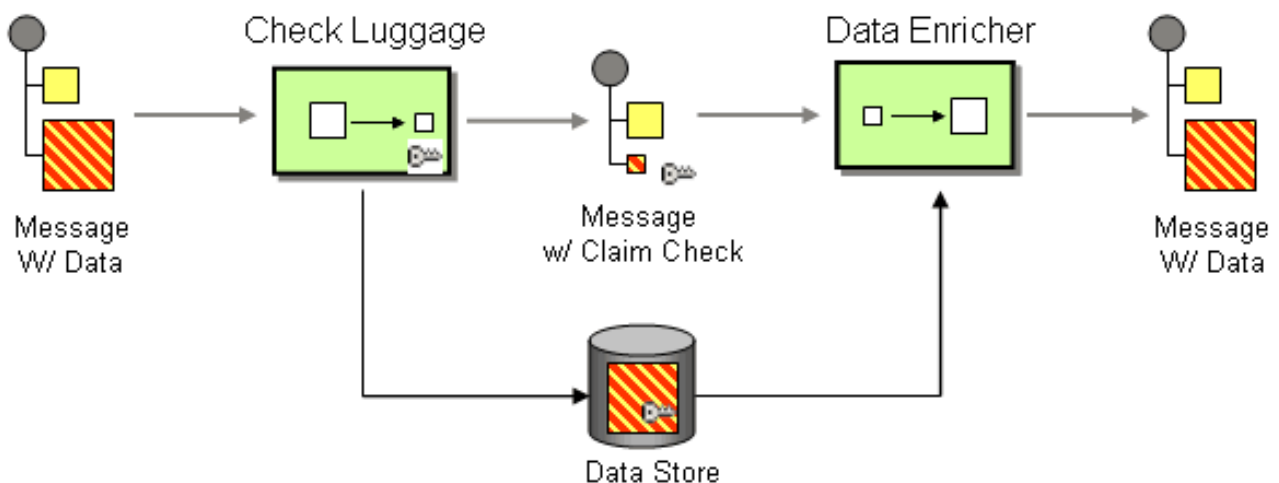 Check Luggage
Data Enricher
Message
W/ Data
Message
w/ Claim Check
Message
W/ Data
Data Store